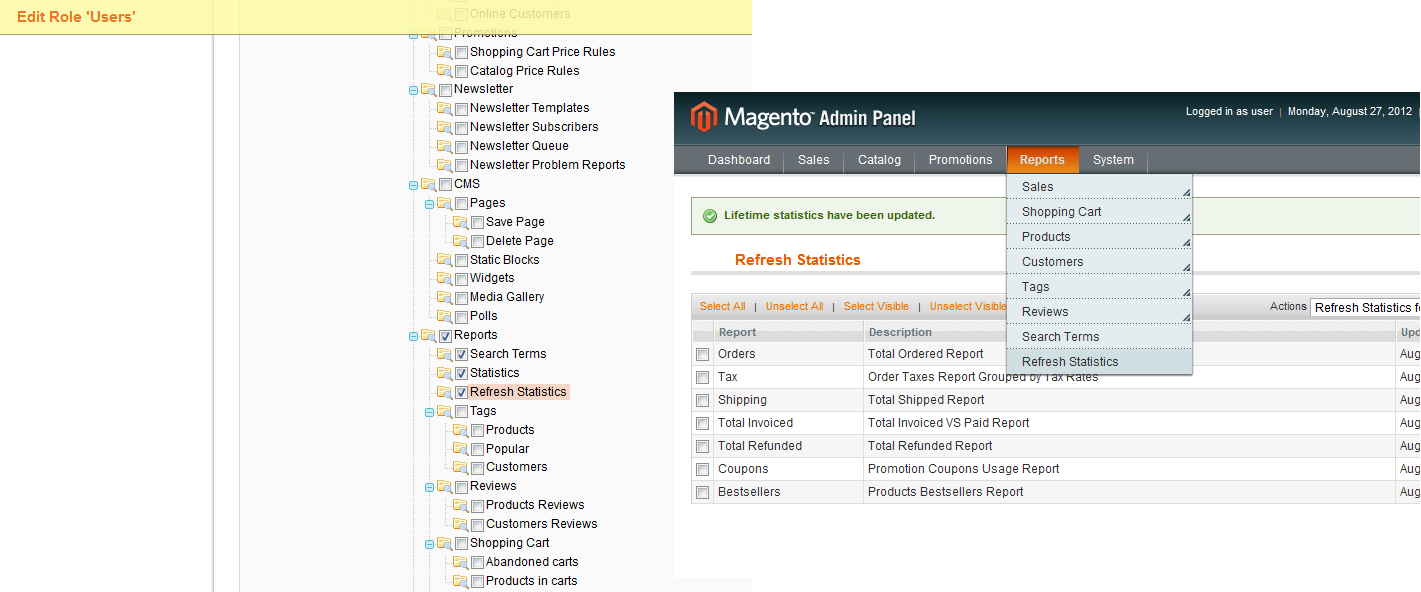 Edit Role 'Users'
Online Customers
Promotions
Shopping Cart Price Rules
Catalog Price Rules
Newsletter
Newsletter Templates
Newsletter Subscribers
Newsletter Queue
Newsletter Problem Reports
CMS
Pages
Save Page
Delete Page
Static Blocks
Widgets
Media Gallery
Polls
Reports
Search Terms
Statistics
Refresh Statistics
Tags
Products
Popular
Customers
Reviews
Products Reviews
Customers Reviews
Shopping Cart
Abandoned carts
Products in carts
Magento Admin Panel
Logged in as user | Monday, August 27, 2012 |
Dashboard Sales Catalog Promotions Reports System
Sales
Shopping Cart
Products
Customers
Tags
Reviews
Search Terms
Refresh Statistics
Lifetime statistics have been updated.
Refresh Statistics
Select All | Unselect All | Select Visible | Unselect Visible
Actions Refresh Statistics fo
Report Description Upd
Orders Total Ordered Report Aug
Tax Order Taxes Report Grouped by Tax Rates Aug
Shipping Total Shipped Report Aug
Total Invoiced Total Invoiced VS Paid Report Aug
Total Refunded Total Refunded Report Aug
Coupons Promotion Coupons Usage Report Aug
Bestsellers Products Bestsellers Report Aug